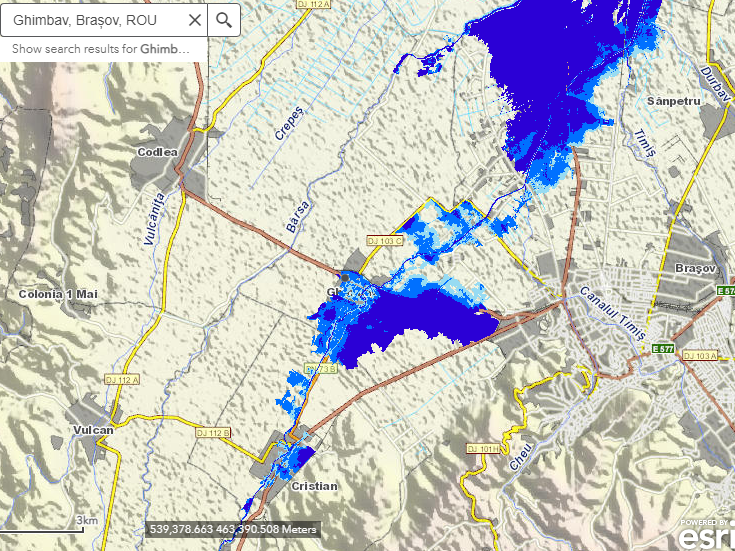 DJ 112 A
Ghimbav, Brașov, ROU
Show search results for Ghimb...
Durbav
Sânpetru
Crepeș
Timiș
Codlea
Vulcănița
Bârsa
DJ 103 C
Brașov
Colonia 1 Mai
Gh
E 574
Canalul Timiș
E 577
DJ 103 A
DN 73 B
DJ 112 A
Vulcan
DJ 112 B
DJ 101H
Cheu
Cristian
3km
539,378.663 463,390.508 Meters
POWERED BY
esri